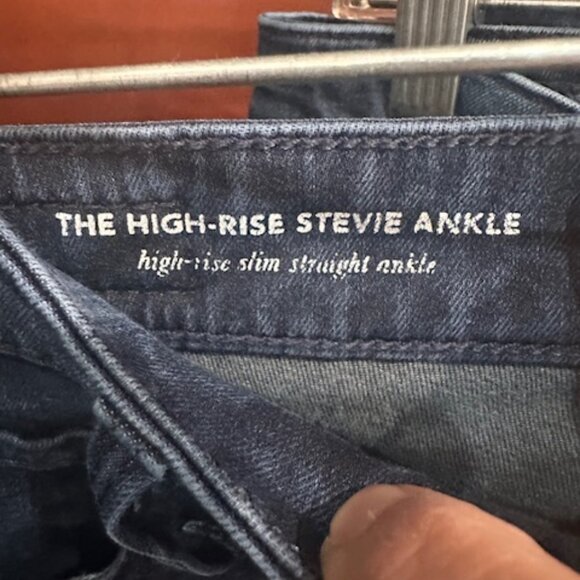 THE HIGH-RISE STEVIE ANKLE
high-rise slim straight ankle